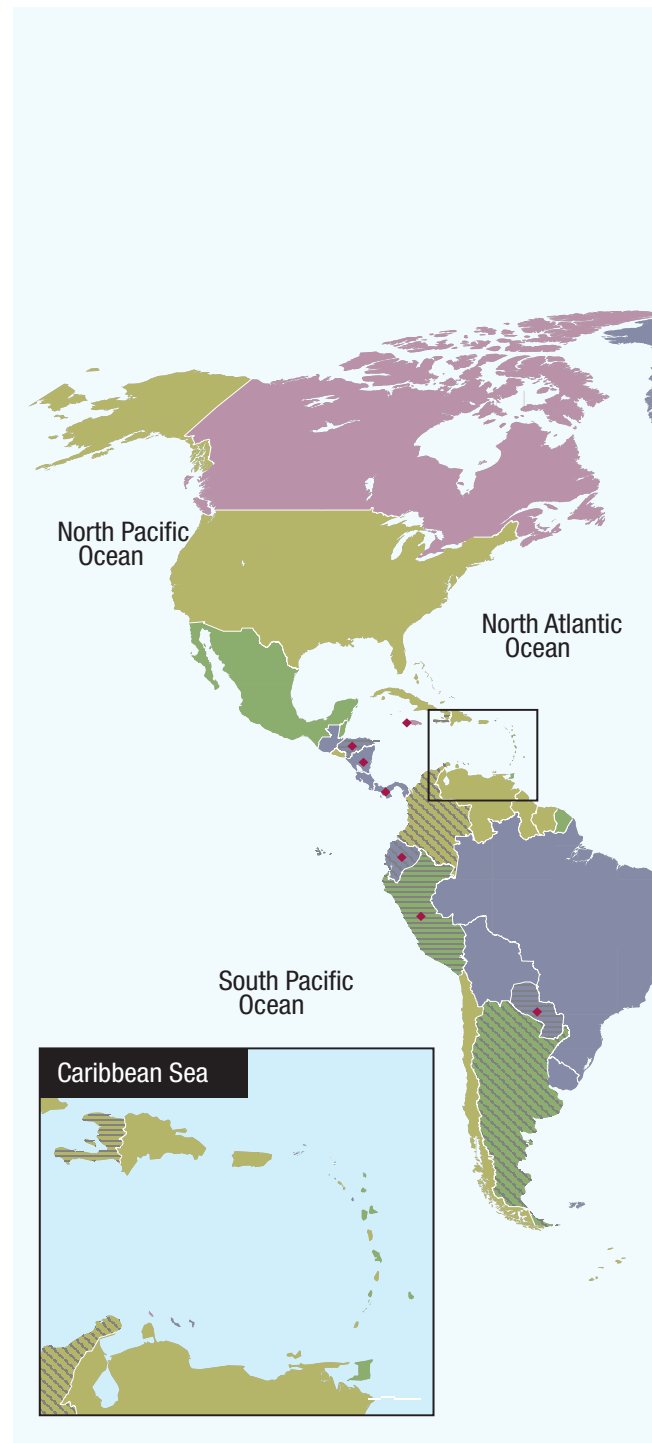 North Pacific
Ocean
North Atlantic
Ocean
South Pacific
Ocean
Caribbean Sea